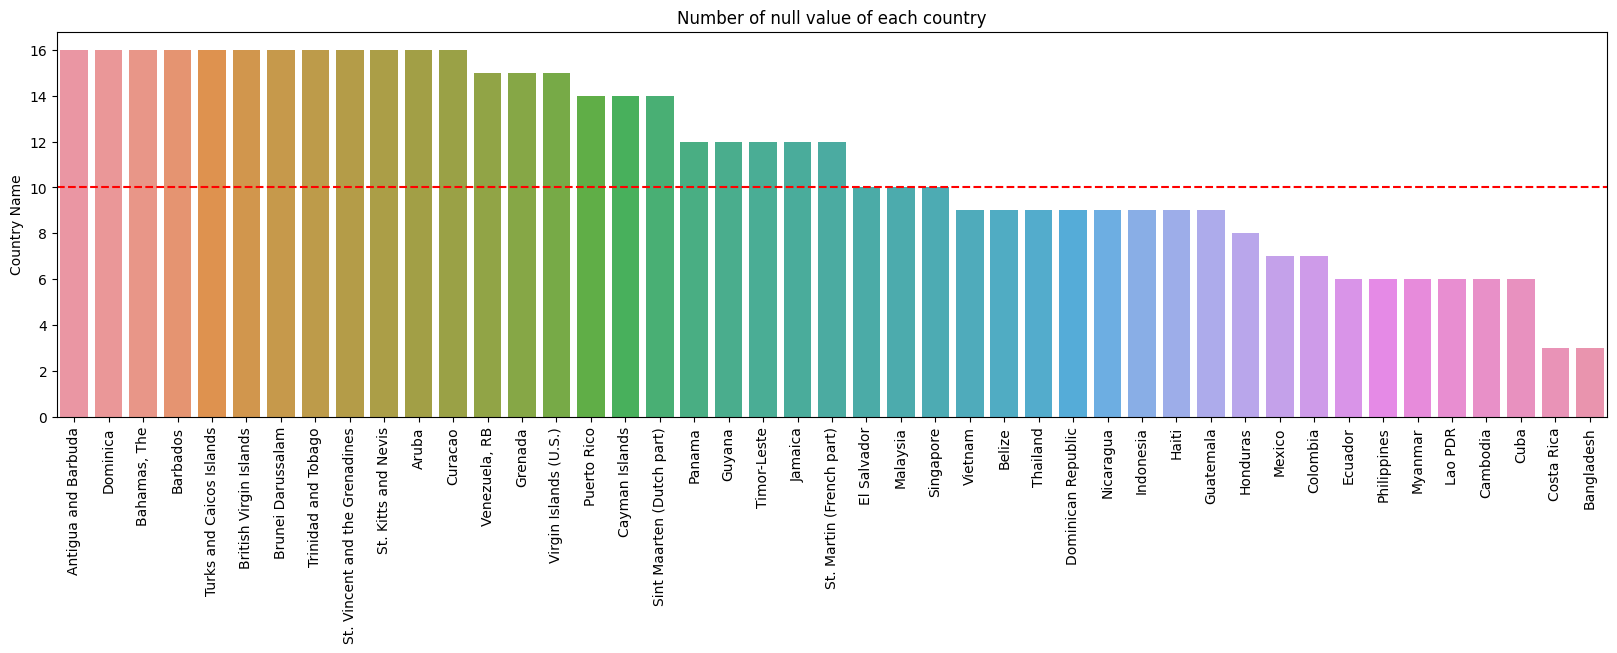 Number of null value of each country
Country Name
16
14
12
10
8
6
4
2
0
Antigua and Barbuda
Dominica
Bahamas, The
Barbados
Turks and Caicos Islands
British Virgin Islands
Brunei Darussalam
Trinidad and Tobago
St. Vincent and the Grenadines
St. Kitts and Nevis
Aruba
Curacao
Venezuela, RB
Grenada
Virgin Islands (U.S.)
Puerto Rico
Cayman Islands
Sint Maarten (Dutch part)
Panama
Guyana
Timor-Leste
Jamaica
St. Martin (French part)
El Salvador
Malaysia
Singapore
Vietnam
Belize
Thailand
Dominican Republic
Nicaragua
Indonesia
Haiti
Guatemala
Honduras
Mexico
Colombia
Ecuador
Philippines
Myanmar
Lao PDR
Cambodia
Cuba
Costa Rica
Bangladesh